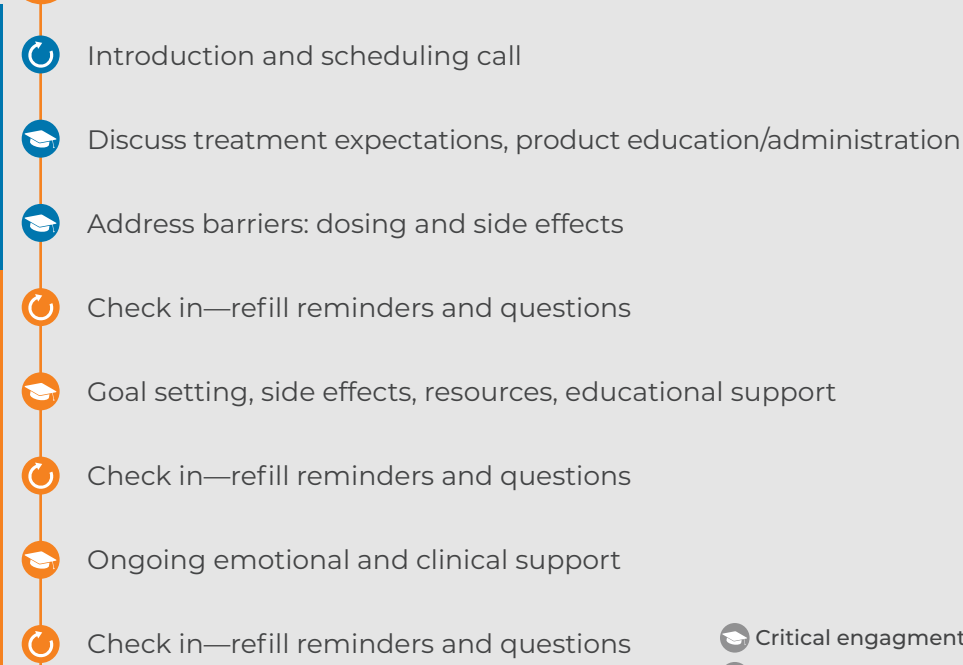 Introduction and scheduling call
Discuss treatment expectations, product education/administration
Address barriers: dosing and side effects
Check in—refill reminders and questions
Goal setting, side effects, resources, educational support
Check in—refill reminders and questions
Ongoing emotional and clinical support
Check in—refill reminders and questions
Critical engagment